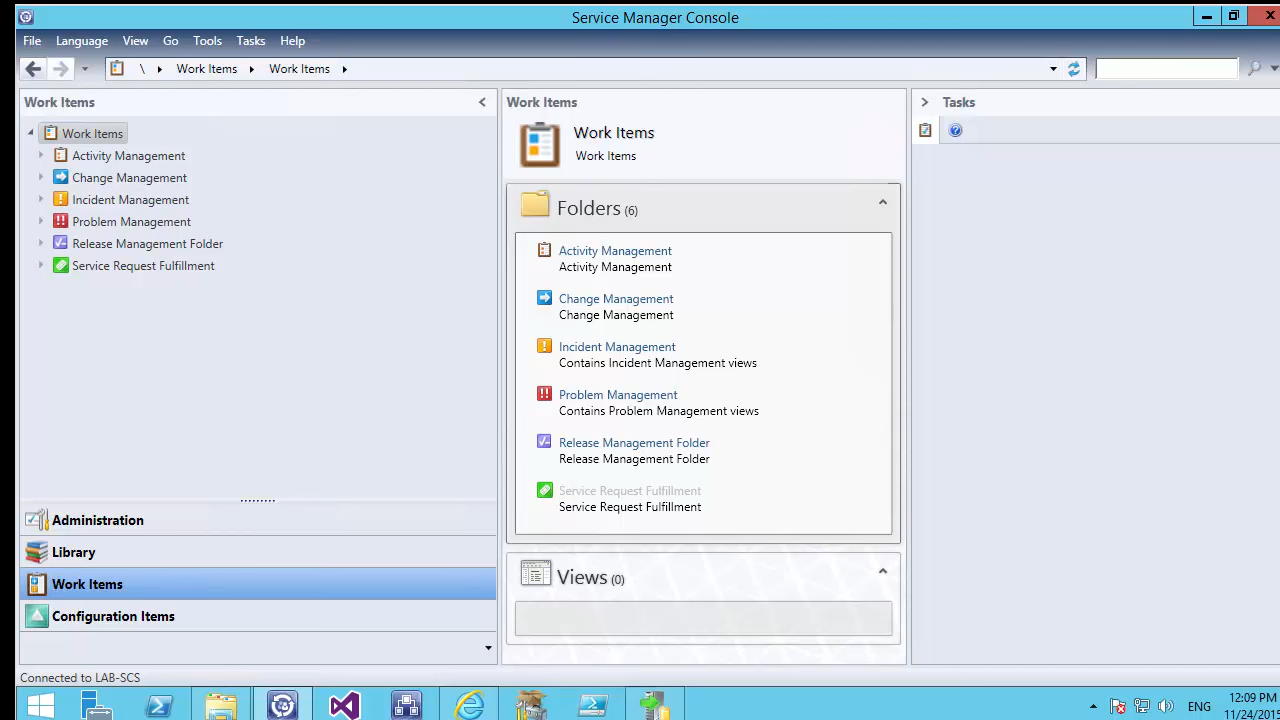 Service Manager Console
File Language View Go Tools Tasks Help
\ Work Items Work Items
Work Items
Work Items
Activity Management
Change Management
Incident Management
Problem Management
Release Management Folder
Service Request Fulfillment
Administration
Library
Work Items
Configuration Items
Work Items
Work Items
Work Items
Folders (6)
Activity Management
Activity Management
Change Management
Change Management
Incident Management
Contains Incident Management views
Problem Management
Contains Problem Management views
Release Management Folder
Release Management Folder
Service Request Fulfillment
Service Request Fulfillment
Views (0)
Tasks
Connected to LAB-SCS
ENG
12:09 PM
11/24/2015